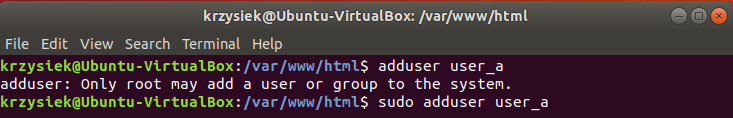 krzysiek@Ubuntu-VirtualBox: /var/www/html
File Edit View Search Terminal Help
krzysiek@Ubuntu-VirtualBox:/var/www/html$ adduser user_a
adduser: Only root may add a user or group to the system.
krzysiek@Ubuntu-VirtualBox:/var/www/html$ sudo adduser user_a